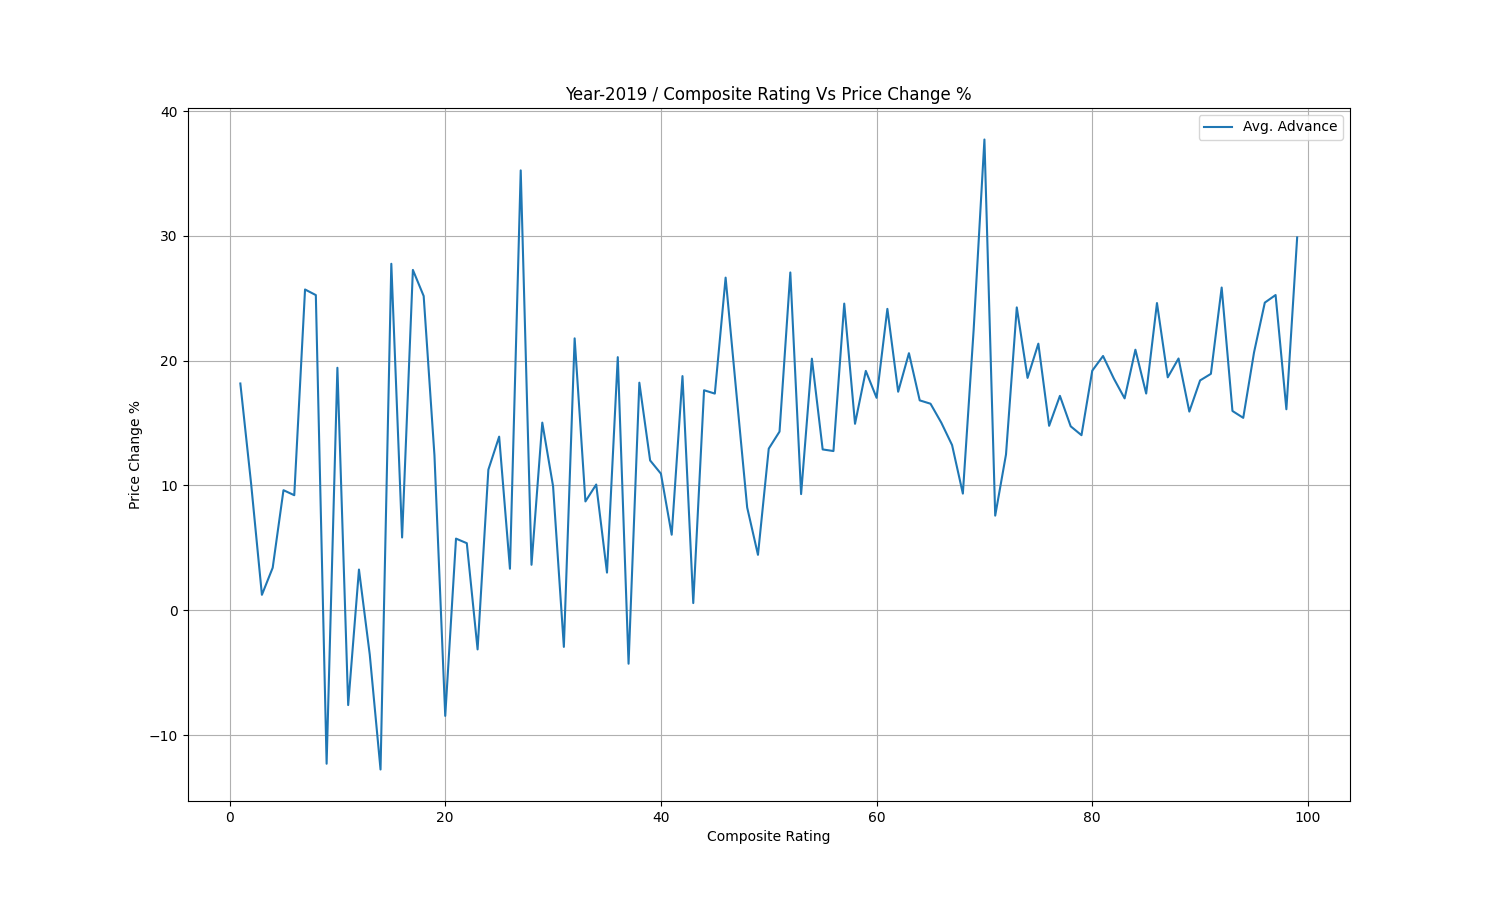 Year-2019 / Composite Rating Vs Price Change %
Avg. Advance
40
30
20
10
0
−10
Price Change %
0 20 40 60 80 100
Composite Rating